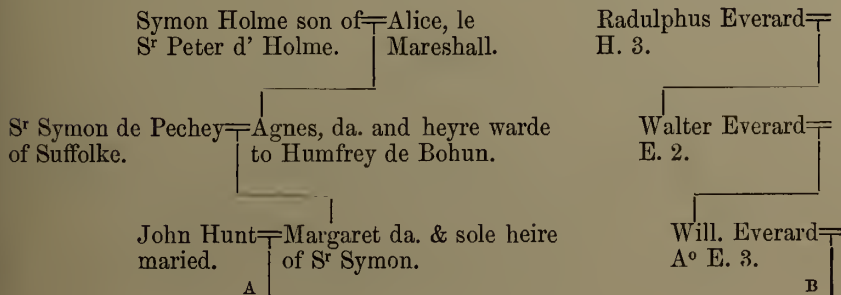 Symon Holme son of Alice, le
Sʳ Peter d' Holme. Mareshall.
Radulphus Everard
H. 3.
Sʳ Symon de Pechey Agnes, da. and heyre warde
of Suffolke. to Humfrey de Bohun.
Walter Everard
E. 2.
John Hunt Margaret da. & sole heire
maried. of Sʳ Symon.
A
Will. Everard
Aº E. 3.
B